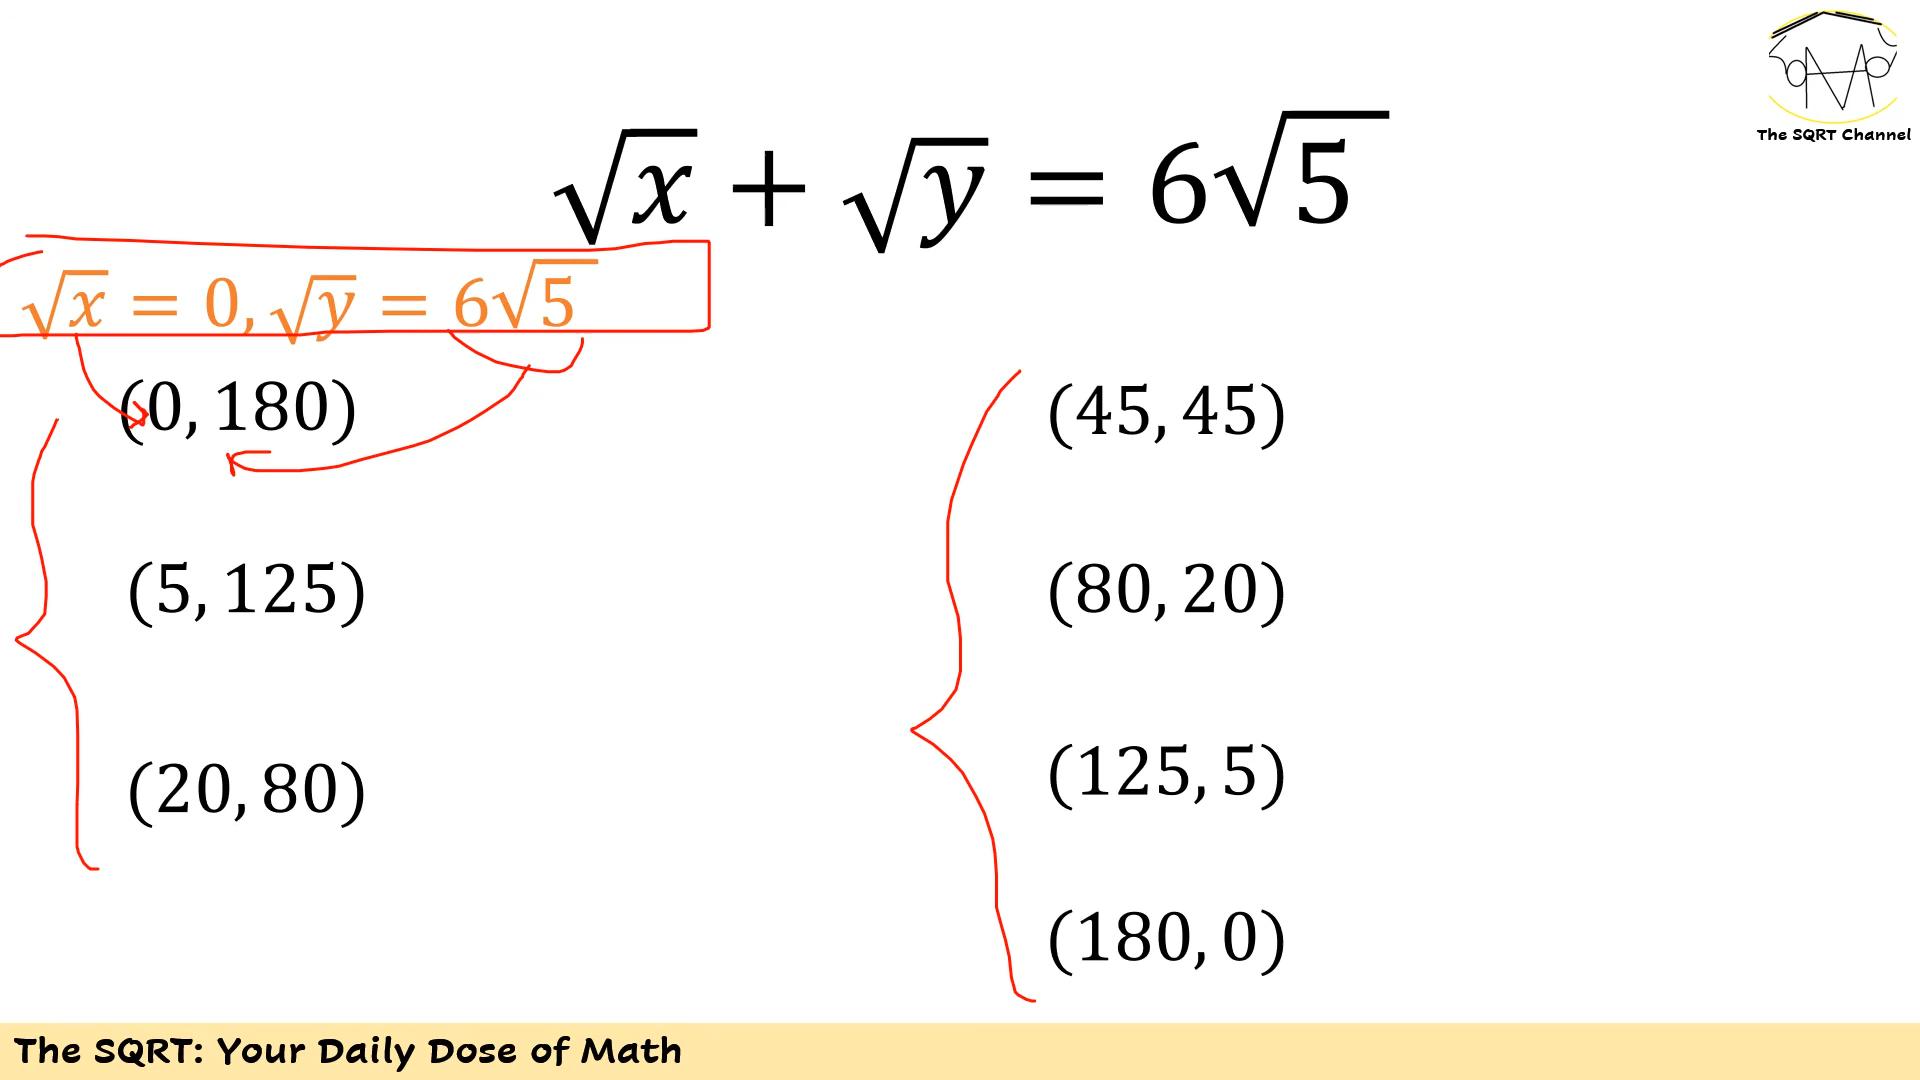 The SQRT Channel
√x + √y = 6√5
√x = 0, √y = 6√5
(0, 180)
(5, 125)
(20, 80)
(45, 45)
(80, 20)
(125, 5)
(180, 0)
The SQRT: Your Daily Dose of Math